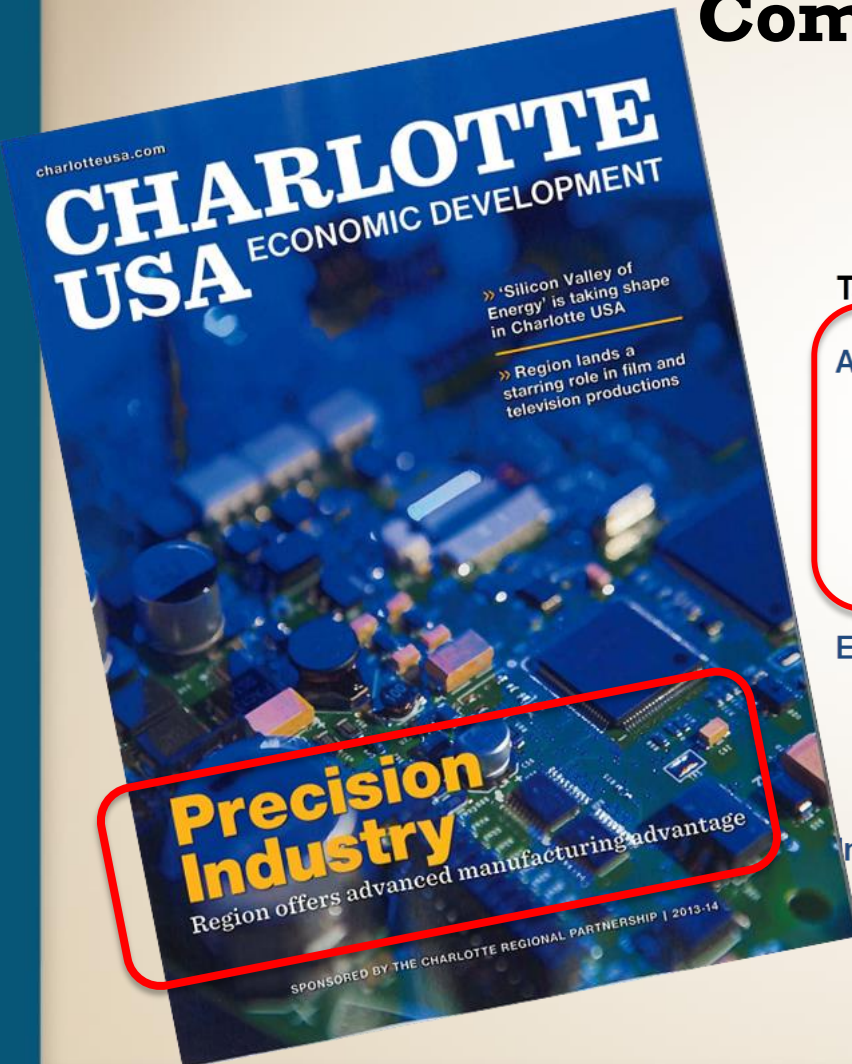 Com
charlotteusa.com
CHARLOTTE
USA ECONOMIC DEVELOPMENT
» ‘Silicon Valley of
Energy’ is taking shape
in Charlotte USA
» Region lands a
starring role in film and
television productions
T
A
E
Precision
Industry
Region offers advanced manufacturing advantage
SPONSORED BY THE CHARLOTTE REGIONAL PARTNERSHIP | 2013-14